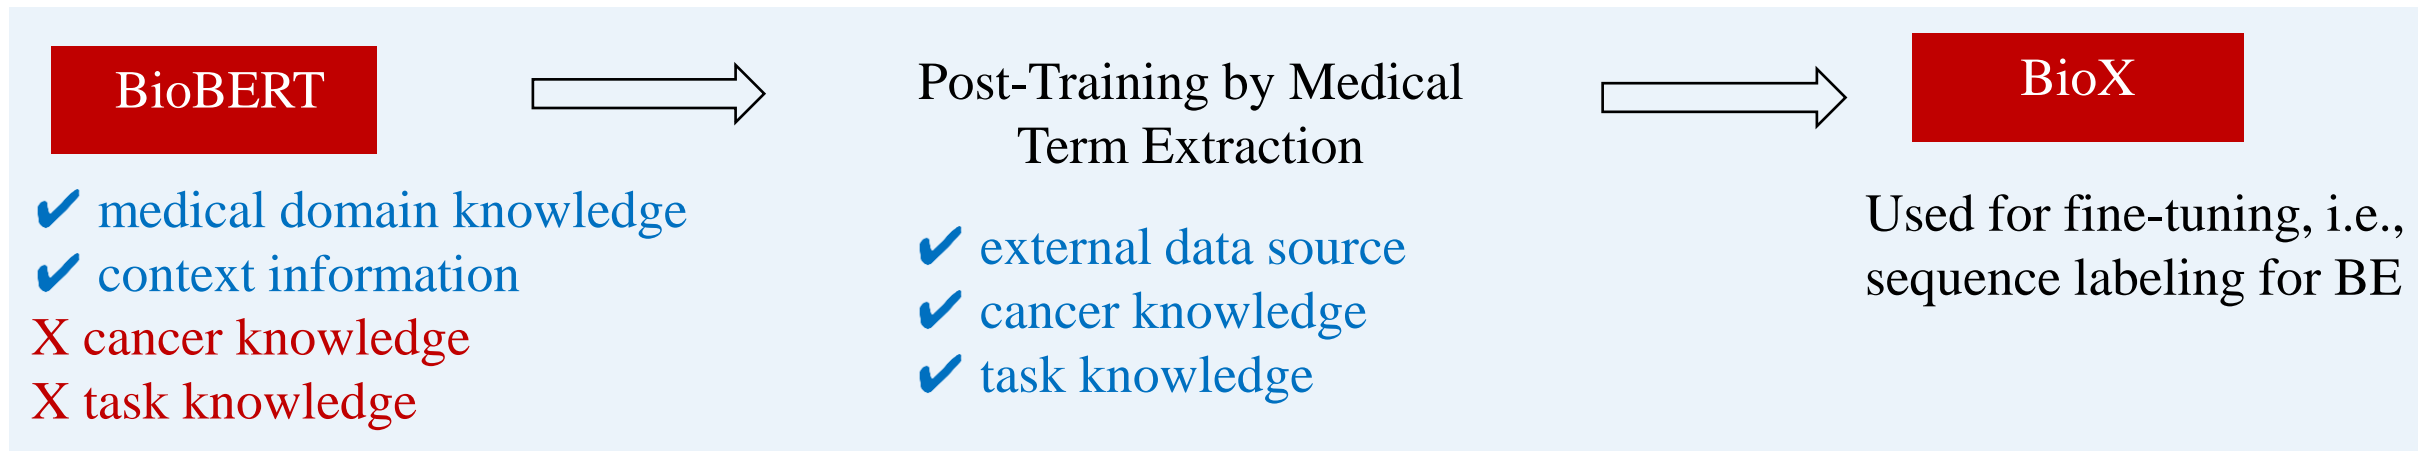 BioBERT
✔ medical domain knowledge
✔ context information
X cancer knowledge
X task knowledge
Post-Training by Medical
Term Extraction
✔ external data source
✔ cancer knowledge
✔ task knowledge
BioX
Used for fine-tuning, i.e.,
sequence labeling for BE